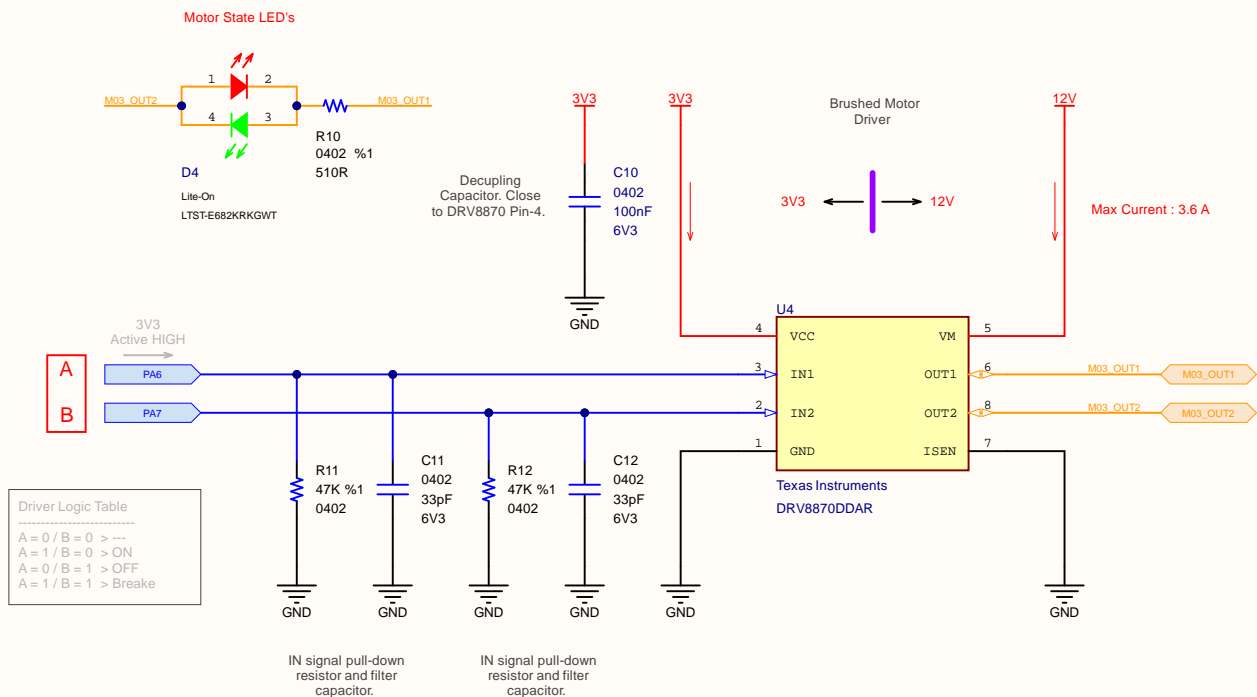 Motor State LED's
1
2
M03_OUT2
M03_OUT1
4
3
R10
0402 %1
510R
D4
Lite-On
LTST-E682KRKGWT
3V3
Decupling
Capacitor. Close
to DRV8870 Pin-4.
C10
0402
100nF
6V3
GND
3V3
Brushed Motor
Driver
12V
3V3
12V
Max Current : 3.6 A
3V3
Active HIGH
A
B
PA6
PA7
U4
4
VCC
VM
5
3
IN1
OUT1
6
M03_OUT1
M03_OUT1
2
IN2
OUT2
8
M03_OUT2
M03_OUT2
1
GND
ISEN
7
Texas Instruments
DRV8870DDAR
R11
47K %1
0402
C11
0402
33pF
6V3
R12
47K %1
0402
C12
0402
33pF
6V3
Driver Logic Table
--------------------------
A = 0 / B = 0 > ---
A = 1 / B = 0 > ON
A = 0 / B = 1 > OFF
A = 1 / B = 1 > Breake
GND
GND
GND
GND
GND
GND
IN signal pull-down
resistor and filter
capacitor.
IN signal pull-down
resistor and filter
capacitor.